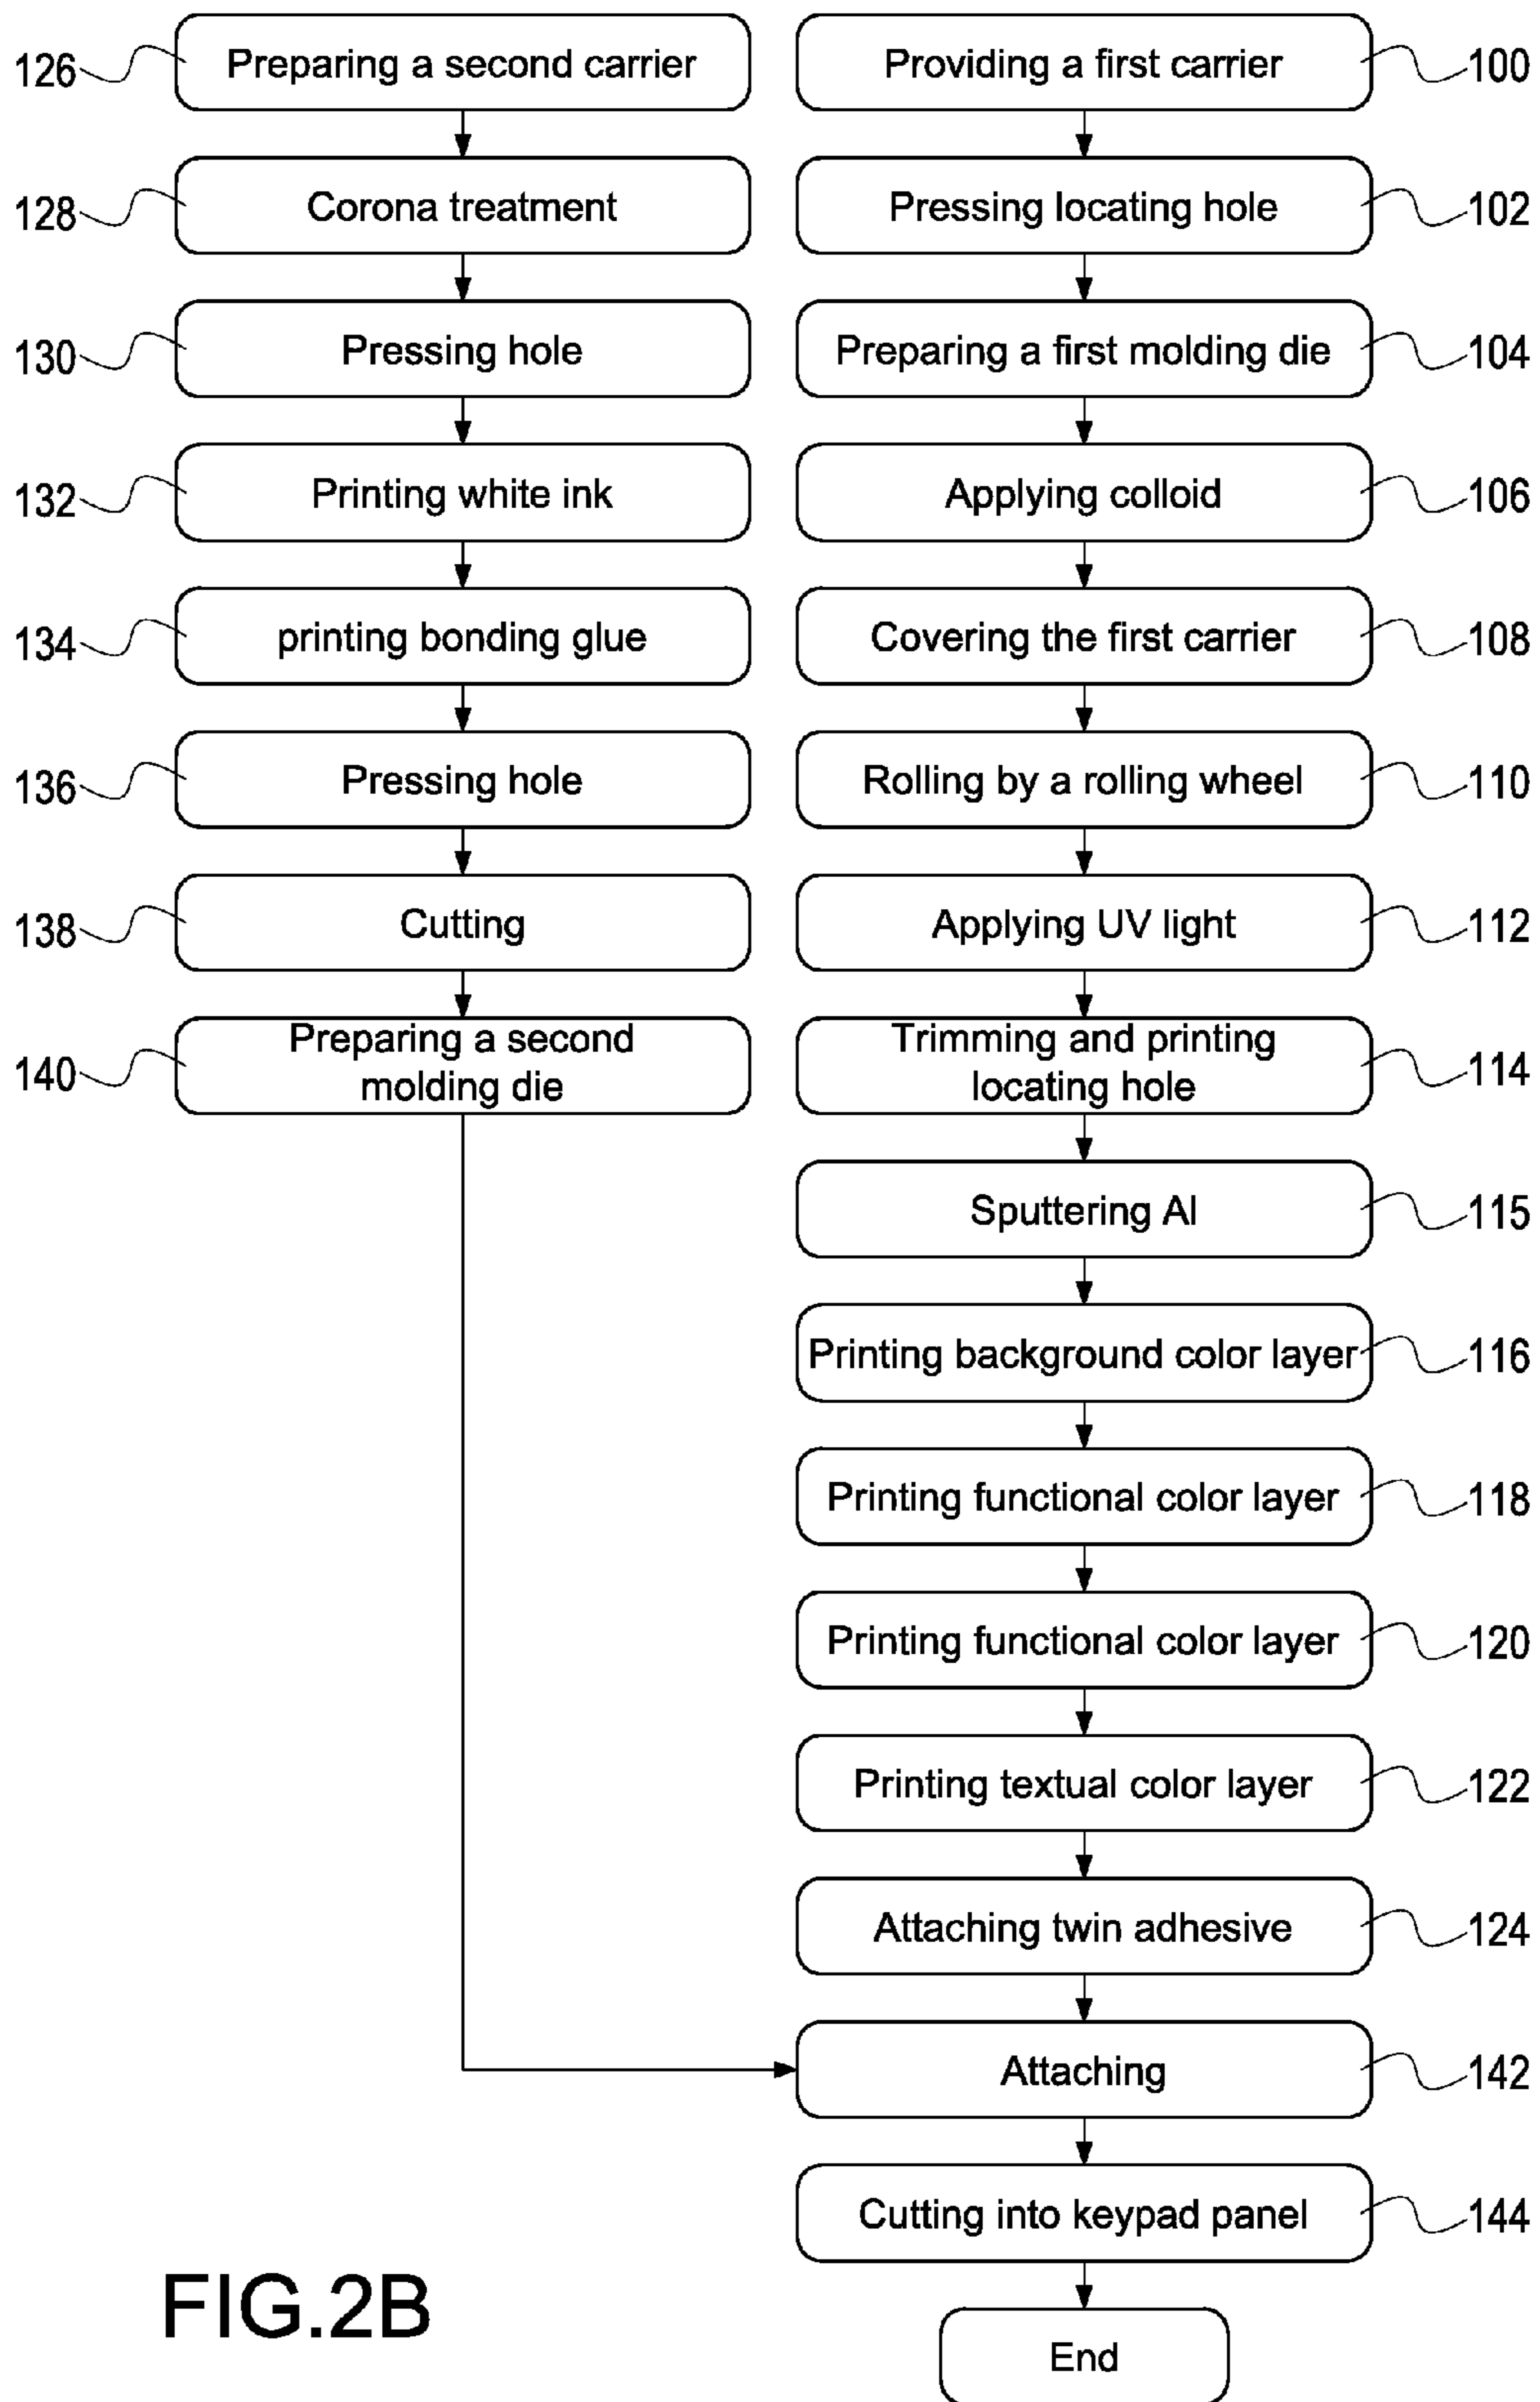 126
Preparing a second carrier
Providing a first carrier
100
128
Corona treatment
Pressing locating hole
102
130
Pressing hole
Preparing a first molding die
104
132
Printing white ink
Applying colloid
106
134
printing bonding glue
Covering the first carrier
108
136
Pressing hole
Rolling by a rolling wheel
110
138
Cutting
Applying UV light
112
140
Preparing a second
molding die
Trimming and printing
locating hole
114
Sputtering Al
115
Printing background color layer
116
Printing functional color layer
118
Printing functional color layer
120
Printing textual color layer
122
Attaching twin adhesive
124
Attaching
142
Cutting into keypad panel
144
End
FIG.2B